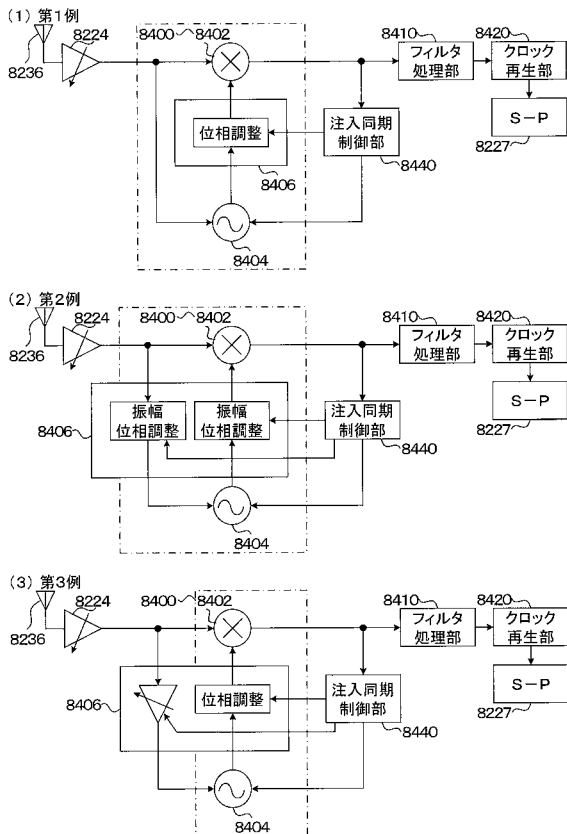 (1) 第1例
8236
8224
8400
8402
8410
フィルタ
処理部
8420
クロック
再生部
位相調整
8406
注入同期
制御部
8440
S−P
8227
8404
(2) 第2例
8236
8224
8400
8402
8410
フィルタ
処理部
8420
クロック
再生部
8406
振幅
位相調整
振幅
位相調整
注入同期
制御部
8440
S−P
8227
8404
(3) 第3例
8236
8224
8400
8402
8410
フィルタ
処理部
8420
クロック
再生部
8406
位相調整
注入同期
制御部
8440
S−P
8227
8404